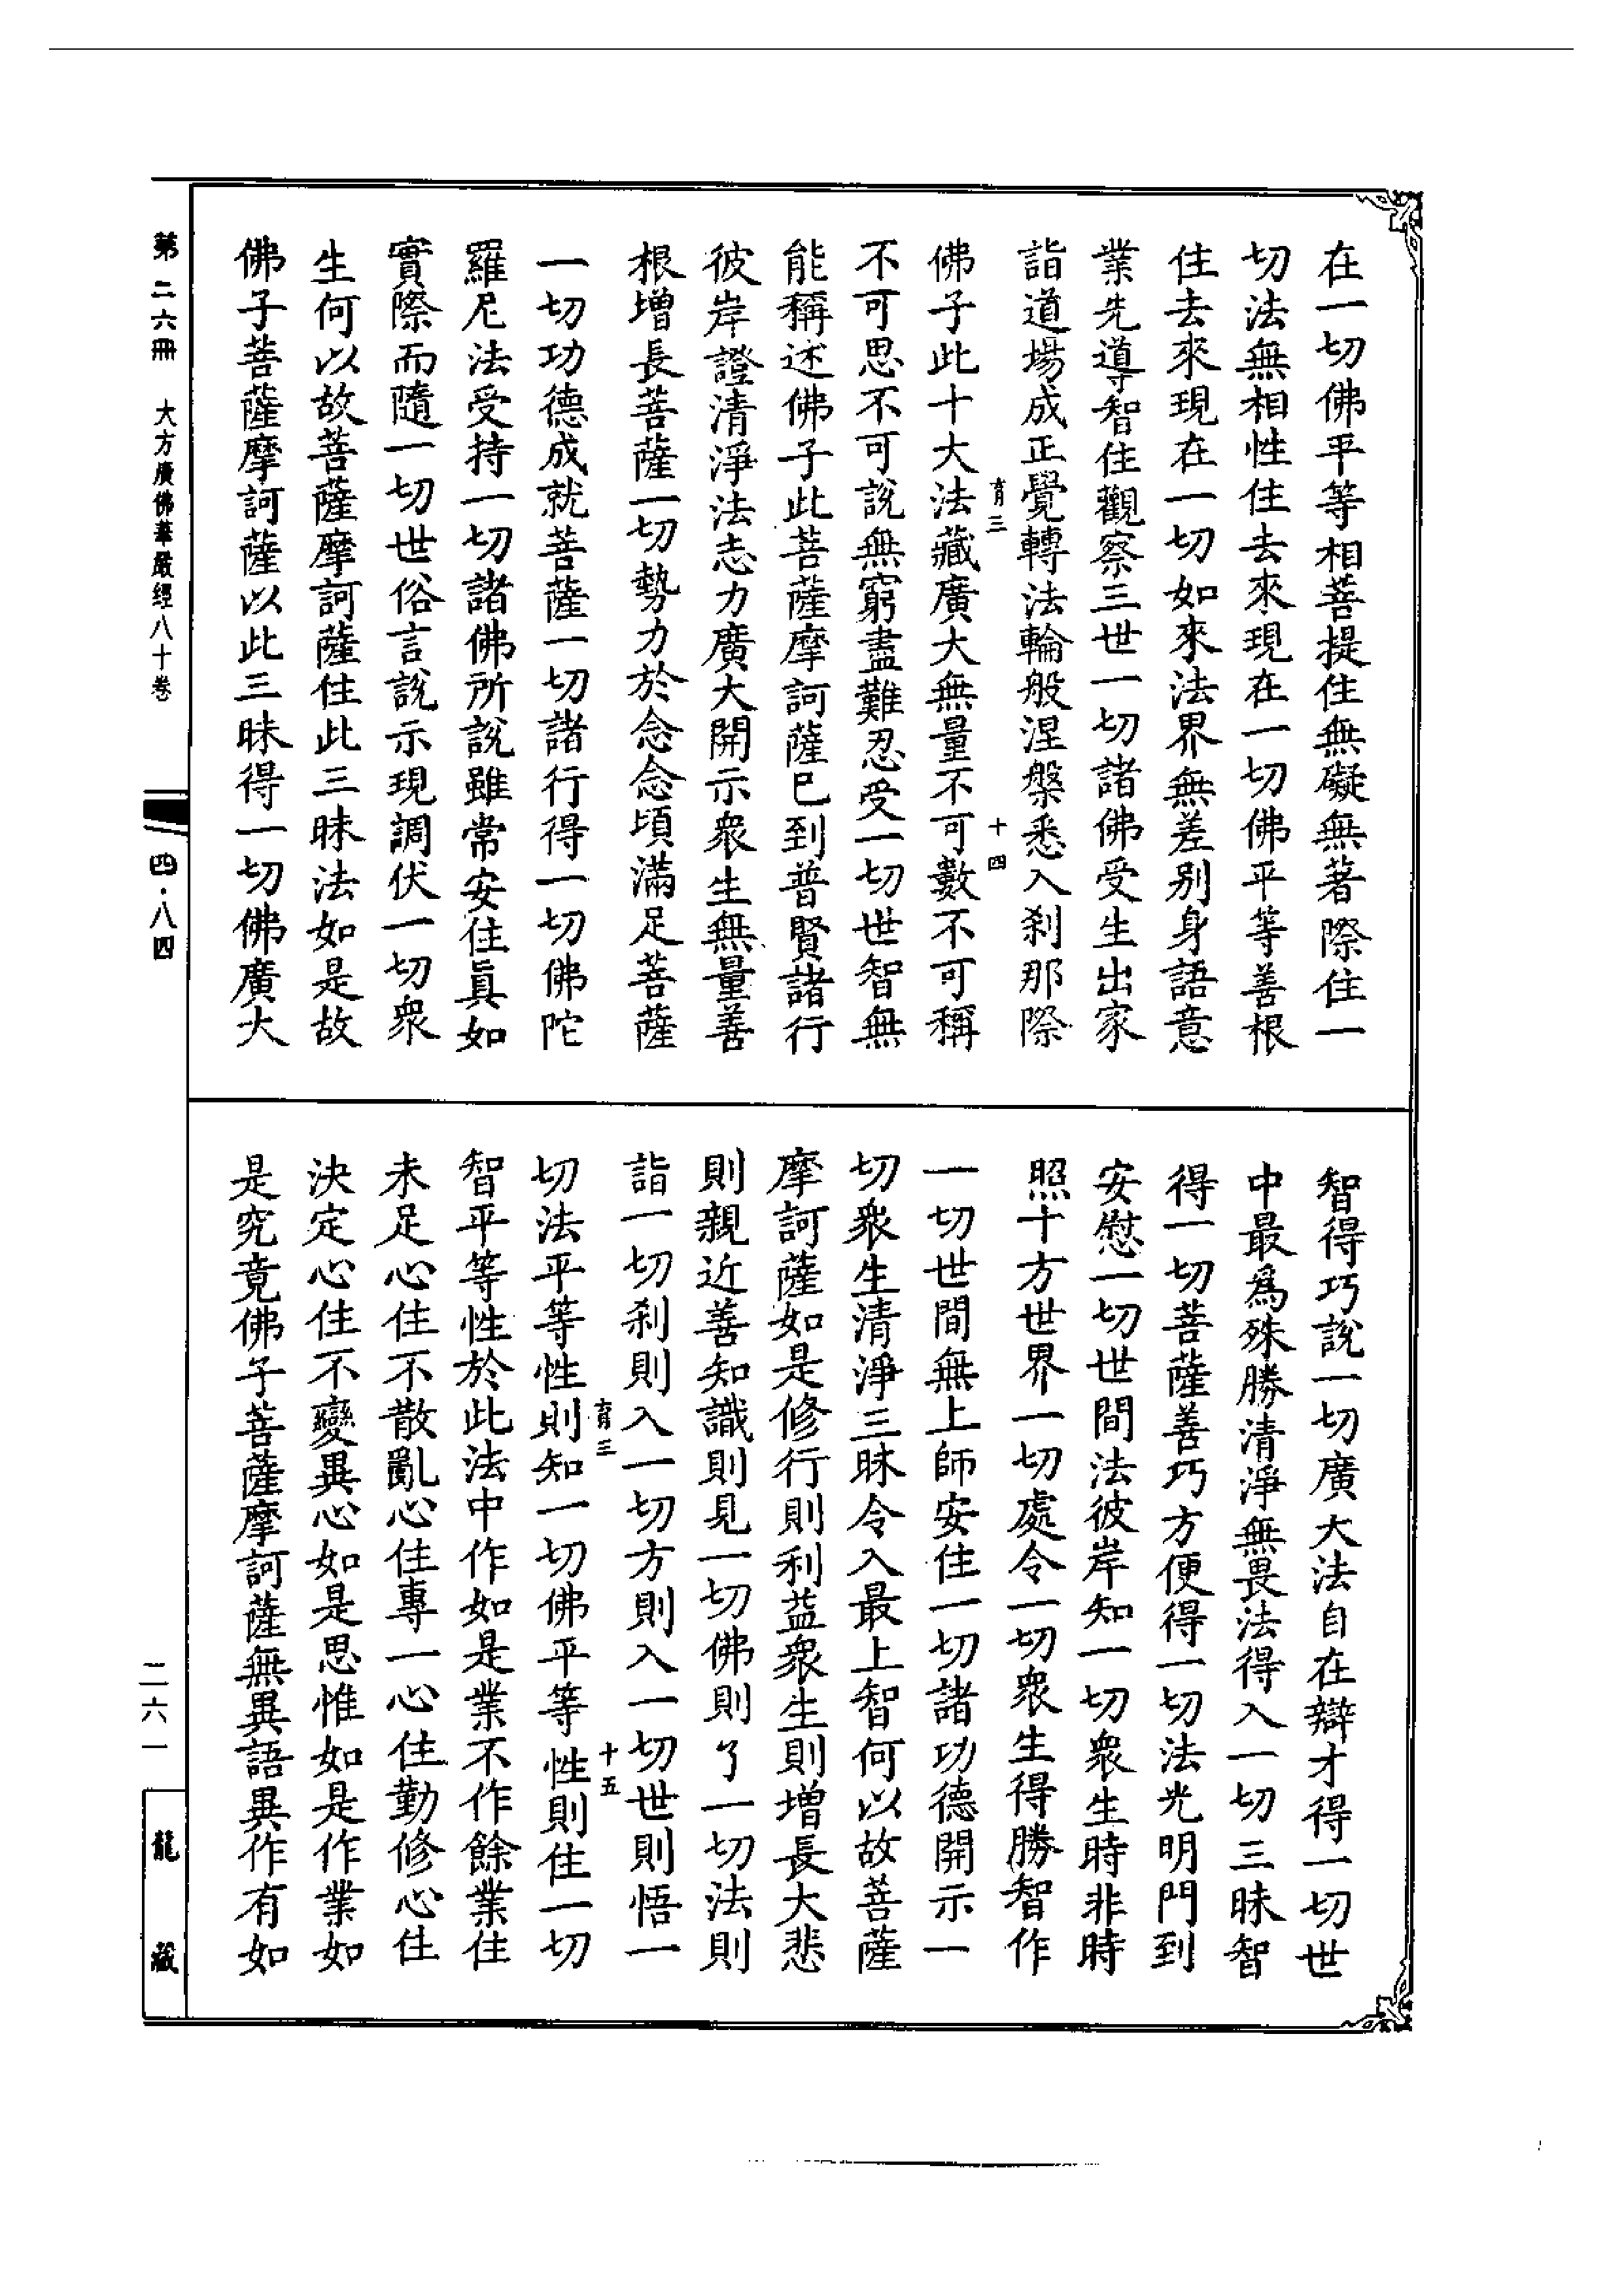 在一切佛平等相菩提住無礙無著際住一
切法無相性住去來現在一切佛平等善根
住去來現在一切如來法界無差别身語意
業先導智住觀察三世一切諸佛受生出家
詣道場成正覺轉法輪般涅槃悉入刹那際
育三 十四
佛子此十大法藏廣大無量不可數不可稱
不可思不可說無窮盡難忍受一切世智無
能稱述佛子此菩薩摩訶薩已到普賢諸行
彼岸證清淨法志力廣大開示衆生無量善
根增長菩薩一切勢力於念念頃滿足菩薩
一切功德成就菩薩一切諸行得一切佛陀
羅尼法受持一切諸佛所說雖常安住眞如
實際而隨一切世俗言說示現調伏一切衆
生何以故菩薩摩訶薩住此三昧法如是故
佛子菩薩摩訶薩以此三昧得一切佛廣大
智得巧說一切廣大法自在辯才得一切世
中最爲殊勝清淨無畏法得入一切三昧智
得一切菩薩善巧方便得一切法光明門到
安慰一切世間法彼岸知一切衆生時非時
照十方世界一切處令一切衆生得勝智作
一切世間無上師安住一切諸功德開示一
切衆生清淨三昧令入最上智何以故菩薩
摩訶薩如是修行則利益衆生則增長大悲
則親近善知識則見一切佛則了一切法則
詣一切刹則入一切方則入一切世則悟一
育三 十五
切法平等性則知一切佛平等性則住一切
智平等性於此法中作如是業不作餘業住
未足心住不散亂心住專一心住勤修心住
決定心住不變異心如是思惟如是作業如
是究竟佛子菩薩摩訶薩無異語異作有如
第二六冊 大方廣佛華嚴經八十卷
四·八四
二六一
龍藏